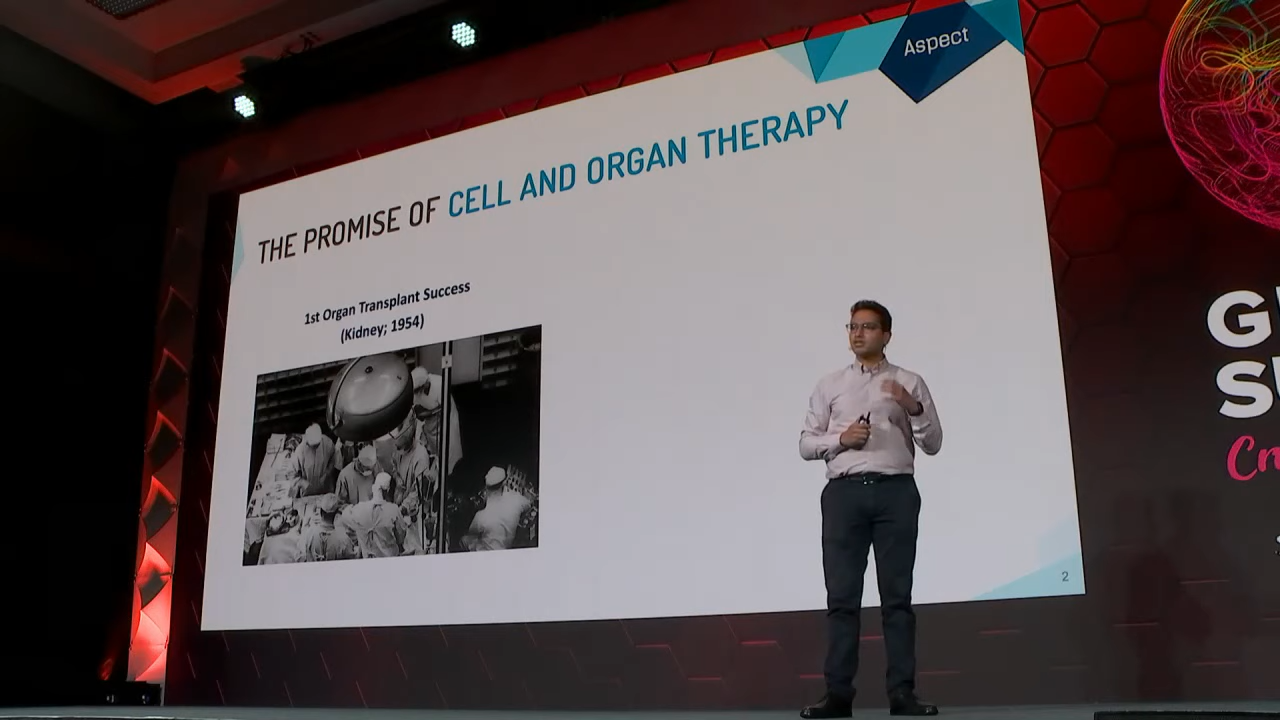 Aspect
THE PROMISE OF CELL AND ORGAN THERAPY
1st Organ Transplant Success
(Kidney; 1954)
2